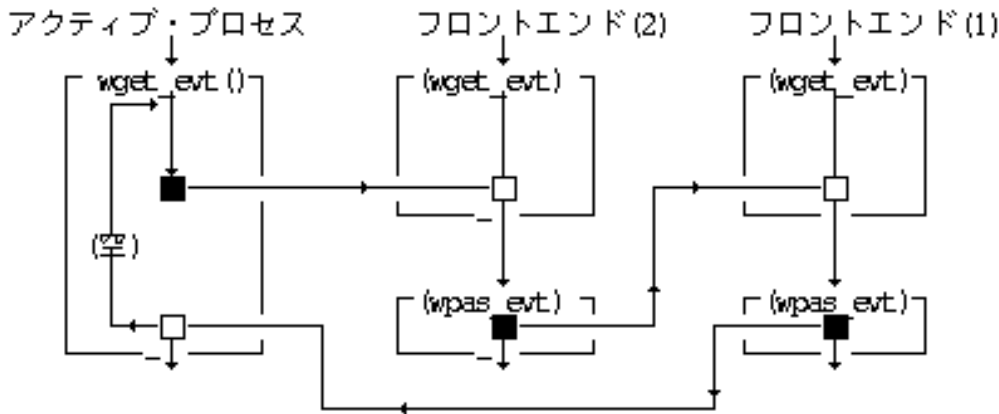 アクティブ・プロセス フロントエンド(2) フロントエンド(1)
wget_evt() (wget_evt) (wget_evt)
(空)
(wpas_evt) (wpas_evt)